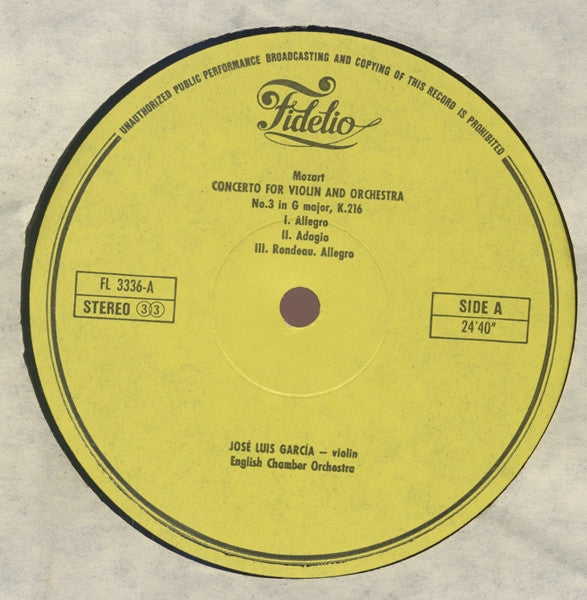 UNAUTHORIZED PUBLIC PERFORMANCE BROADCASTING AND COPYING OF THIS RECORD IS PROHIBITED
Fidelio
Mozart
CONCERTO FOR VIOLIN AND ORCHESTRA
No.3 in G major, K.216
I. Allegro
II. Adagio
III. Rondeau. Allegro
FL 3336-A
STEREO 33
SIDE A
24'40"
JOSÉ LUIS GARCÍA — violin
English Chamber Orchestra